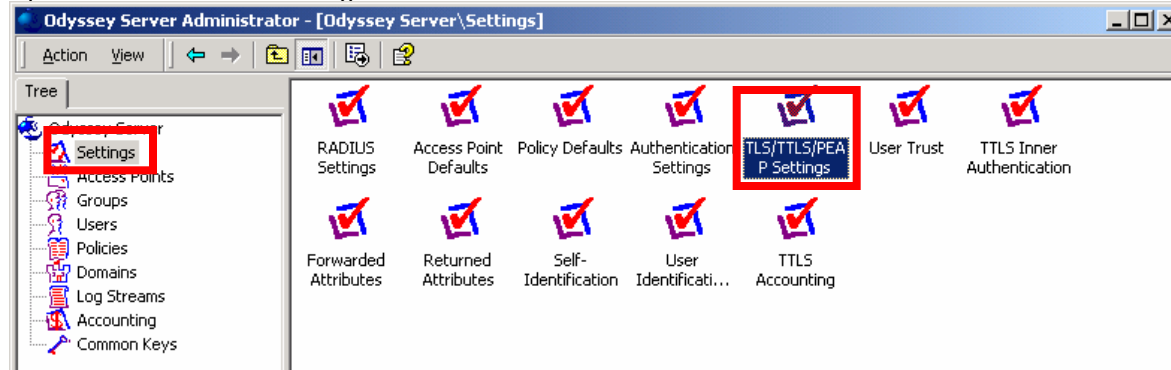 Odyssey Server Administrator - [Odyssey Server\Settings]
Action View
Tree
Odyssey Server
Settings
Access Points
Groups
Users
Policies
Domains
Log Streams
Accounting
Common Keys
RADIUS
Settings
Access Point
Defaults
Policy Defaults
Authentication
Settings
TLS/TTLS/PEA
P Settings
User Trust
TTLS Inner
Authentication
Forwarded
Attributes
Returned
Attributes
Self-
Identification
User
Identificati...
TTLS
Accounting